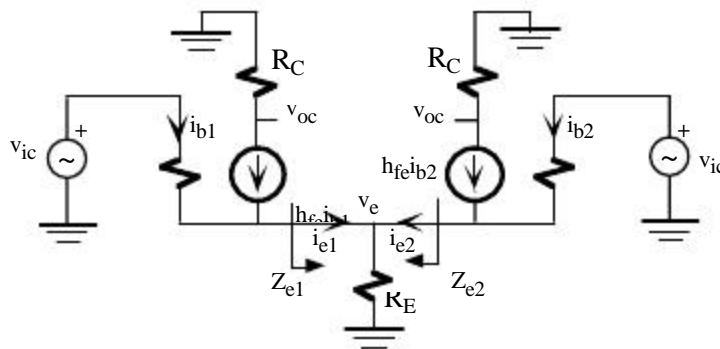 R_C
R_C
v_oc
v_oc
i_b1
i_b2
+
+
v_ic
~
h_fe i_b2
~
v_ic
v_e
i_e1
i_e2
Z_e1
Z_e2
R_E